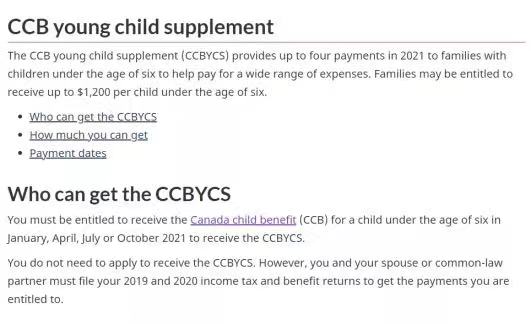 CCB young child supplement
The CCB young child supplement (CCBYCS) provides up to four payments in 2021 to families with
children under the age of six to help pay for a wide range of expenses. Families may be entitled to
receive up to $1,200 per child under the age of six.
• Who can get the CCBYCS
• How much you can get
• Payment dates
Who can get the CCBYCS
You must be entitled to receive the Canada child benefit (CCB) for a child under the age of six in
January, April, July or October 2021 to receive the CCBYCS.
You do not need to apply to receive the CCBYCS. However, you and your spouse or common-law
partner must file your 2019 and 2020 income tax and benefit returns to get the payments you are
entitled to.